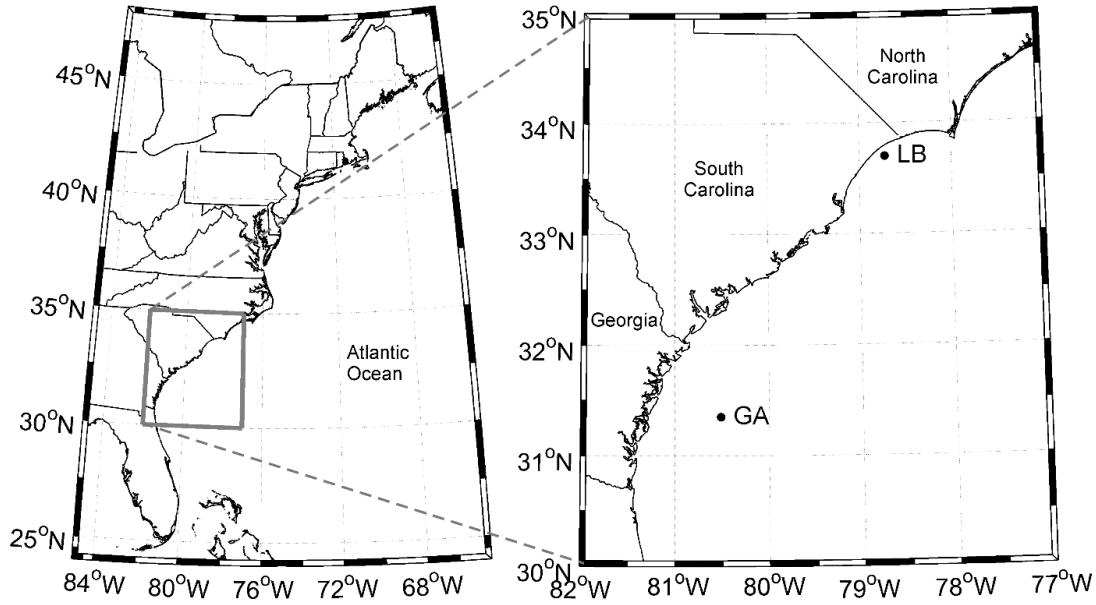 45°N
40°N
35°N
30°N
25°N
84°W 80°W 76°W 72°W 68°W
Atlantic
Ocean
35°N
34°N
33°N
32°N
31°N
30°N
82°W 81°W 80°W 79°W 78°W 77°W
North
Carolina
LB
South
Carolina
Georgia
GA